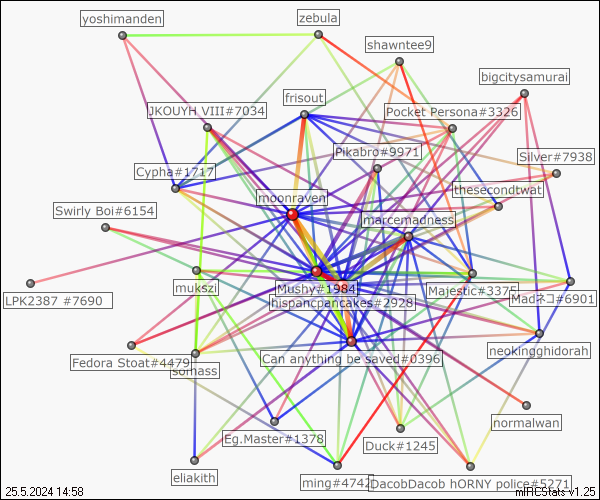 yoshimanden
zebula
shawntee9
bigcitysamurai
frisout
JKOUYH VIII#7034
Pocket Persona#3326
Pikabro#9971
Silver#7938
Cypha#1717
thesecondtwat
moonraven
Swirly Boi#6154
marcemadness
mukszi
Mushy#1984
Majestic#3375
LPK2387 #7690
hispancpancakes#2928
Madネコ#6901
neokingghidorah
Fedora Stoat#4479
Can anything be saved#0396
somass
normalwan
Eg.Master#1378
Duck#1245
eliakith
ming#4742
DacobDacob hORNY police#5271
25.5.2024 14:58
mIRCStats v1.25